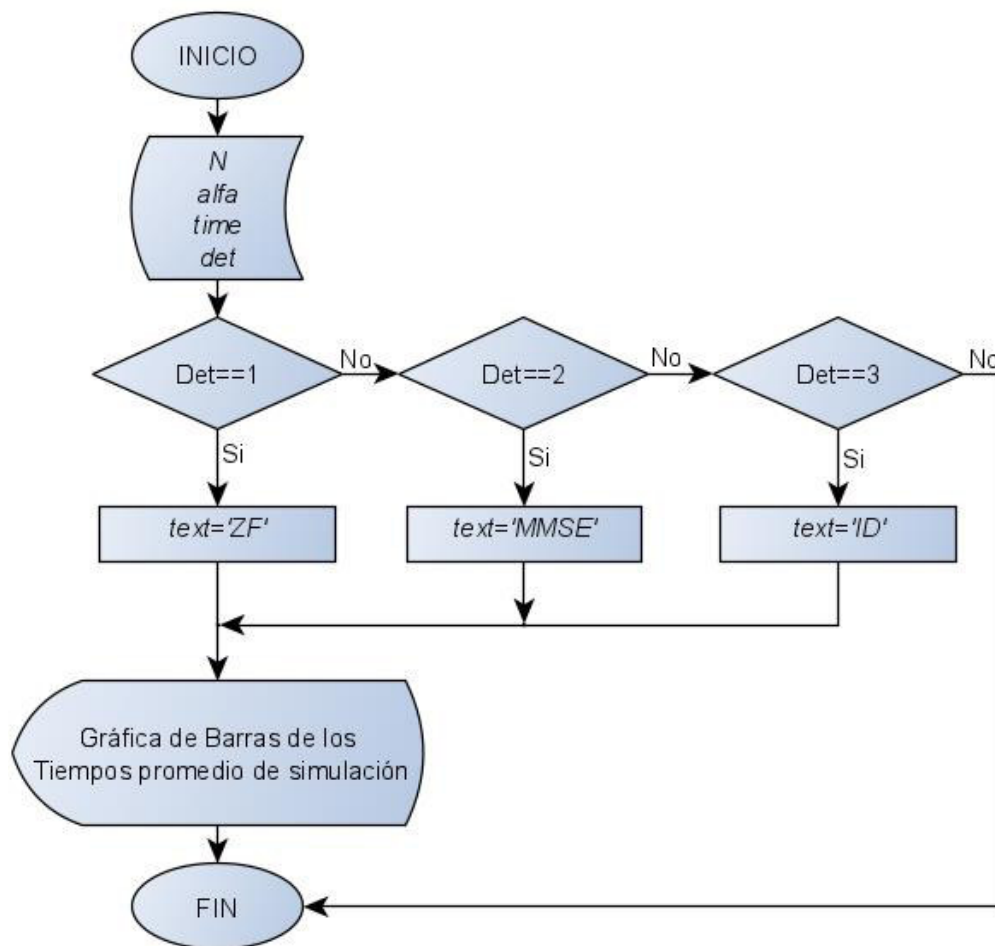 INICIO
N
alfa
time
det
Det==1
No
Det==2
No
Det==3
No
Si
Si
Si
text='ZF'
text='MMSE'
text='ID'
Gráfica de Barras de los
Tiempos promedio de simulación
FIN